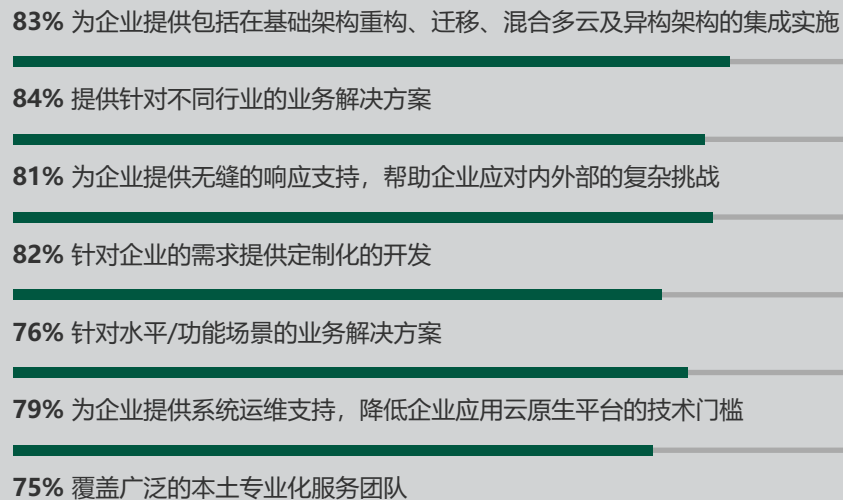 83% 为企业提供包括在基础架构重构、迁移、混合多云及异构架构的集成实施
84% 提供针对不同行业的业务解决方案
81% 为企业提供无缝的响应支持，帮助企业应对内外部的复杂挑战
82% 针对企业的需求提供定制化的开发
76% 针对水平/功能场景的业务解决方案
79% 为企业提供系统运维支持，降低企业应用云原生平台的技术门槛
75% 覆盖广泛的本土专业化服务团队